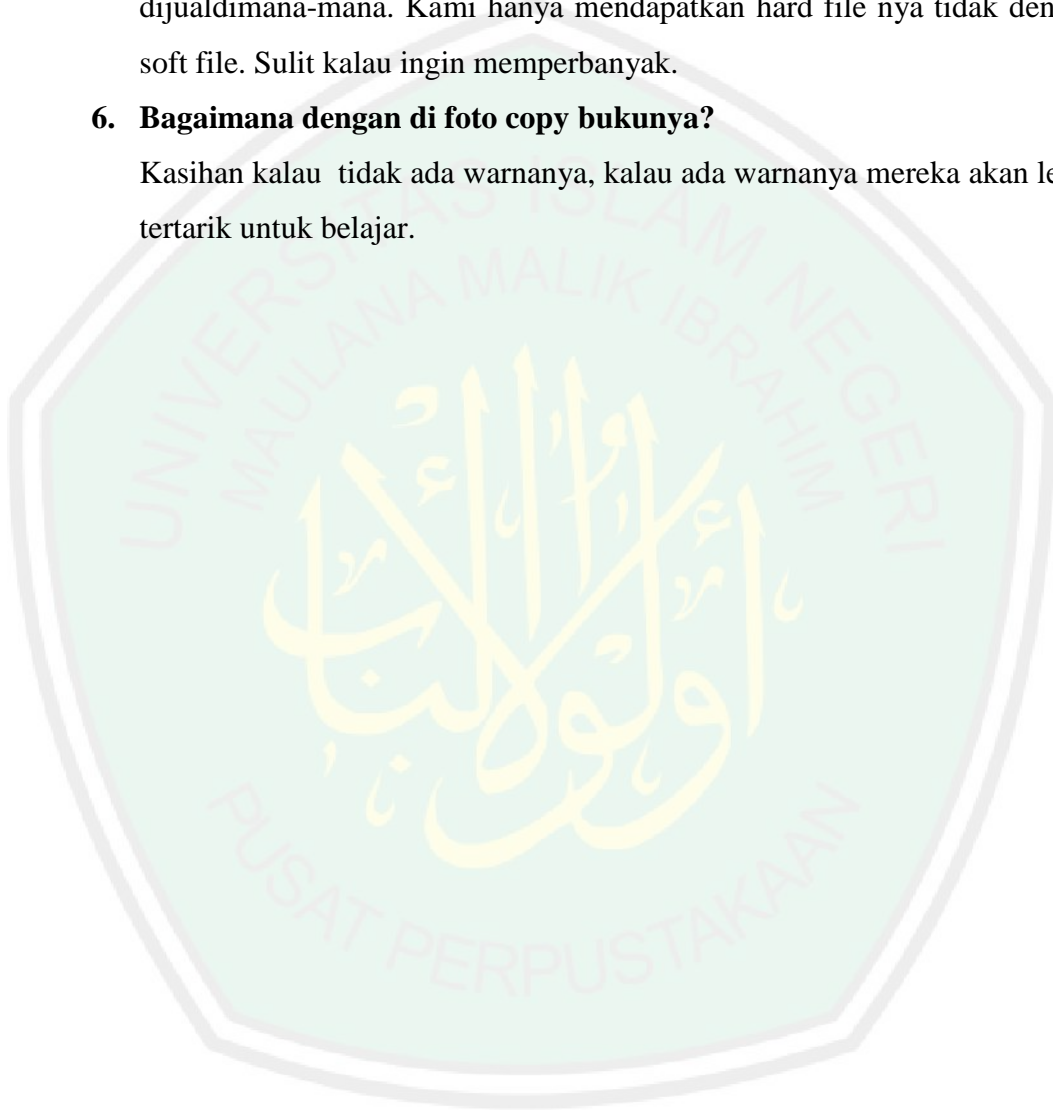 dijualdimana-mana. Kami hanya mendapatkan hard file nya tidak den
soft file. Sulit kalau ingin memperbanyak.
6. Bagaimana dengan di foto copy bukunya?
Kasihan kalau tidak ada warnanya, kalau ada warnanya mereka akan le
tertarik untuk belajar.
UNIVERSITAS ISLAM NEGERI
MAULANA MALIK IBRAHIM
أولوا الألباب
PUSAT PERPUSTAKAAN